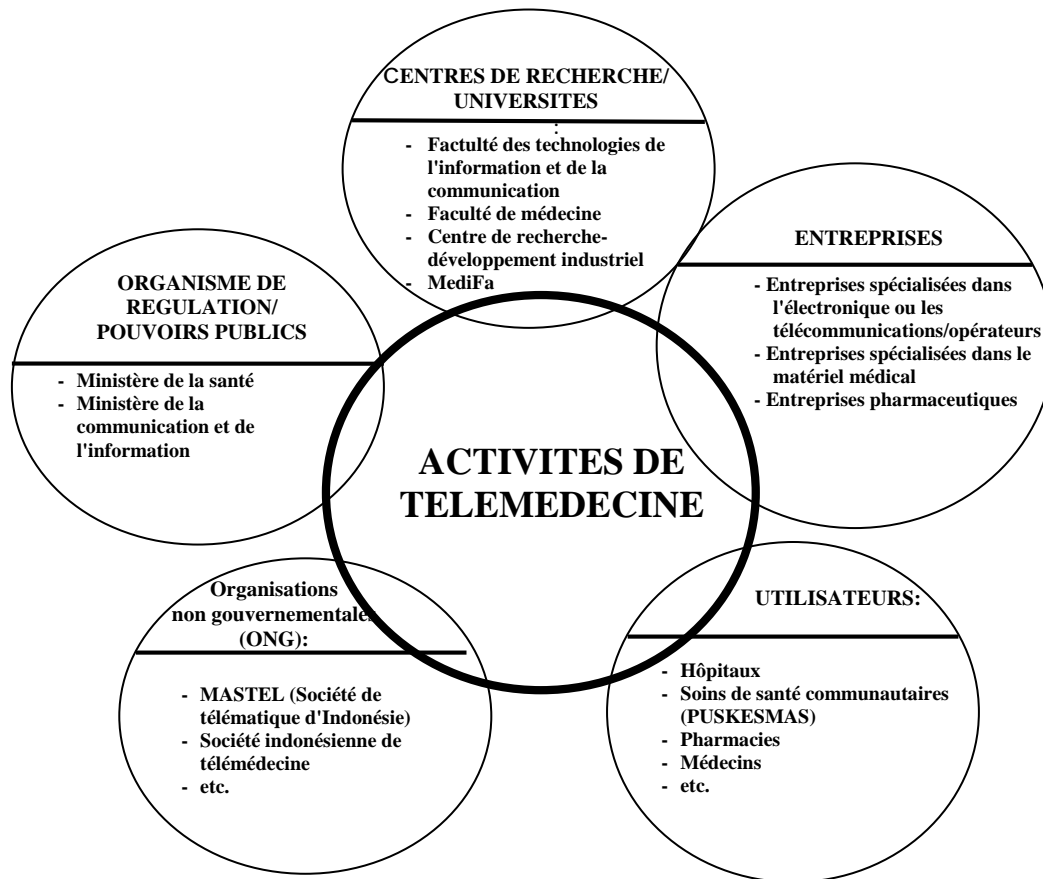 CENTRES DE RECHERCHE/
UNIVERSITES
:
- Factulté des technologies de
l'information et de la
communication
- Faculté de médecine
- Centre de recherche-
développement industriel
- MediFa
ENTREPRISES
- Entreprises spécialisées dans
l'électronique ou les
télécommunications/opérateurs
- Entreprises spécialisées dans le
matériel médical
- Entreprises pharmaceutiques
ORGANISME DE
REGULATION/
POUVOIRS PUBLICS
- Ministère de la santé
- Ministère de la
communication et de
l'information
ACTIVITES DE
TELEMEDECINE
Organisations
non gouvernementales
(ONG):
- MASTEL (Société de
télématique d'Indonésie)
- Société indonésienne de
télémédecine
- etc.
UTILISATEURS:
- Hôpitaux
- Soins de santé communautaires
(PUSKESMAS)
- Pharmacies
- Médecins
- etc.